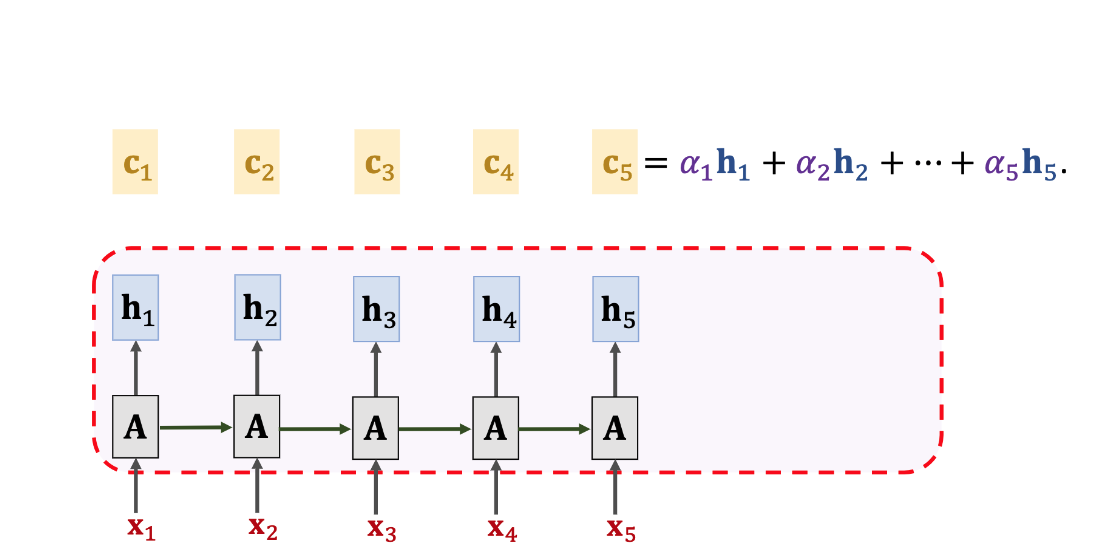 c₁ c₂ c₃ c₄ c₅ = α₁h₁ + α₂h₂ + ⋯ + α₅h₅.
h₁ h₂ h₃ h₄ h₅
A A A A A
x₁ x₂ x₃ x₄ x₅